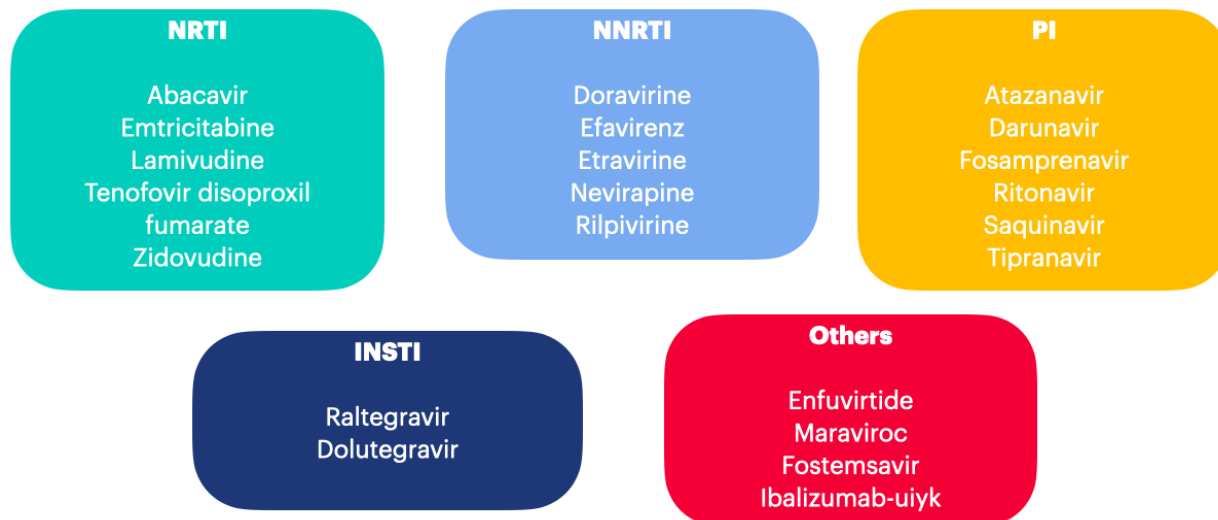 NRTI
Abacavir
Emtricitabine
Lamivudine
Tenofovir disoproxil
fumarate
Zidovudine
NNRTI
Doravirine
Efavirenz
Etravirine
Nevirapine
Rilpivirine
PI
Atazanavir
Darunavir
Fosamprenavir
Ritonavir
Saquinavir
Tipranavir
INSTI
Raltegravir
Dolutegravir
Others
Enfuvirtide
Maraviroc
Fostemsavir
Ibalizumab-uiyk